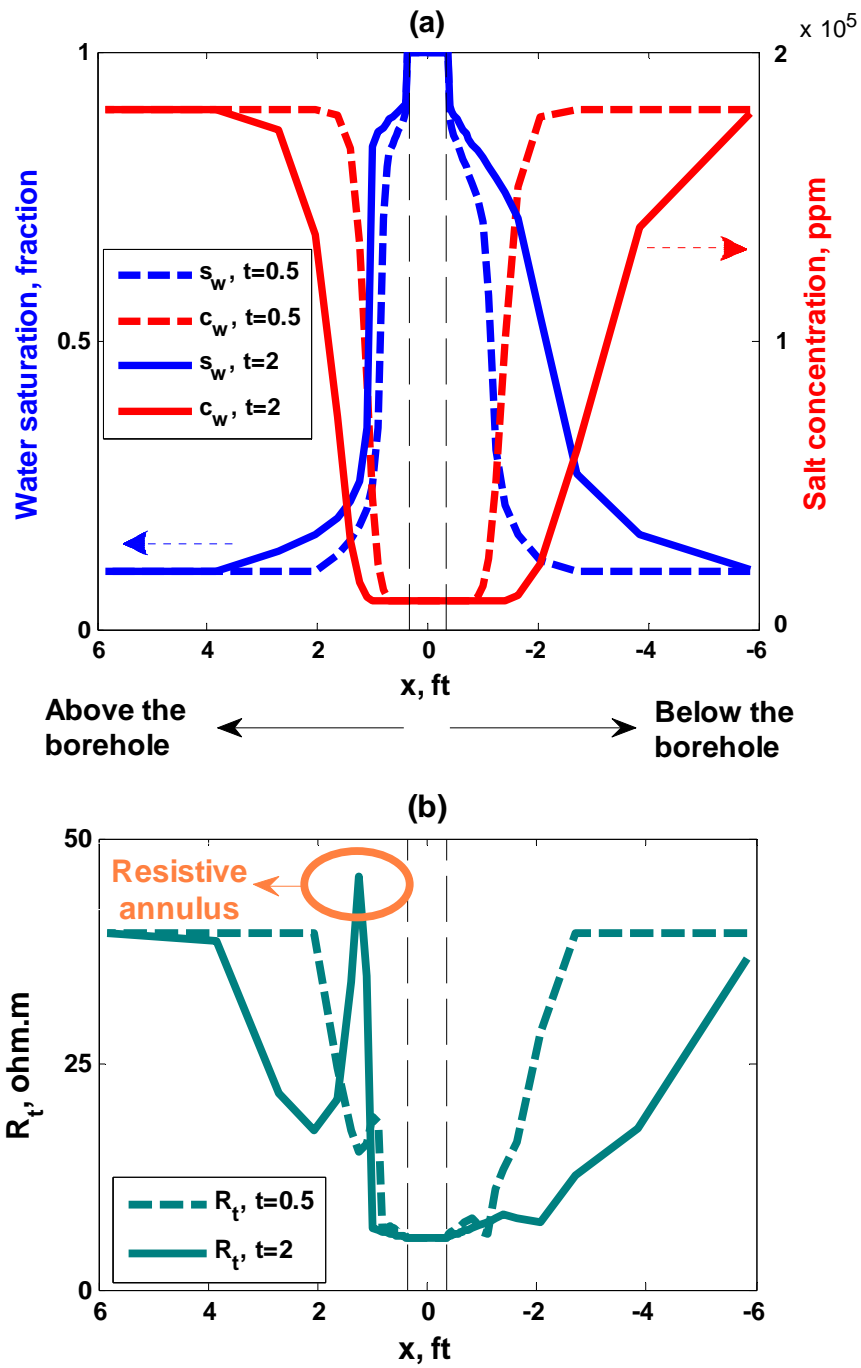 (a)
x 10^5
1
0.5
0
2
1
0
Water saturation, fraction
Salt concentration, ppm
s_w, t=0.5
c_w, t=0.5
s_w, t=2
c_w, t=2
6
4
2
0
-2
-4
-6
x, ft
Above the
borehole
Below the
borehole
(b)
50
25
0
R_t, ohm.m
Resistive
annulus
R_t, t=0.5
R_t, t=2
6
4
2
0
-2
-4
-6
x, ft